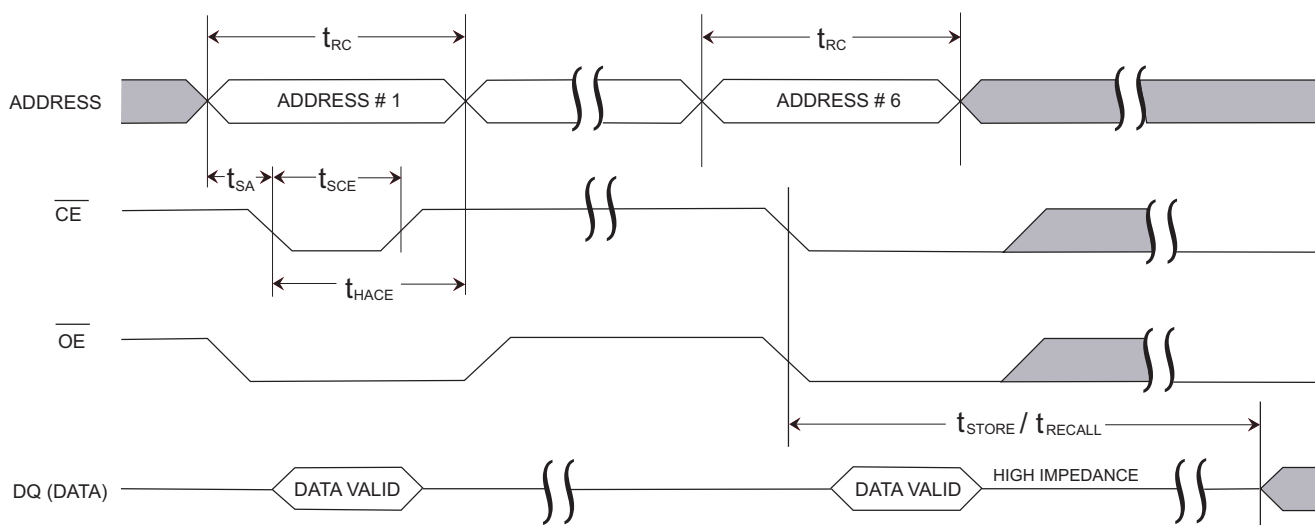 tRC tRC
ADDRESS ADDRESS # 1 ADDRESS # 6
tSA tSCE
CE
tHACE
OE
tSTORE / tRECALL
DQ (DATA) DATA VALID DATA VALID HIGH IMPEDANCE